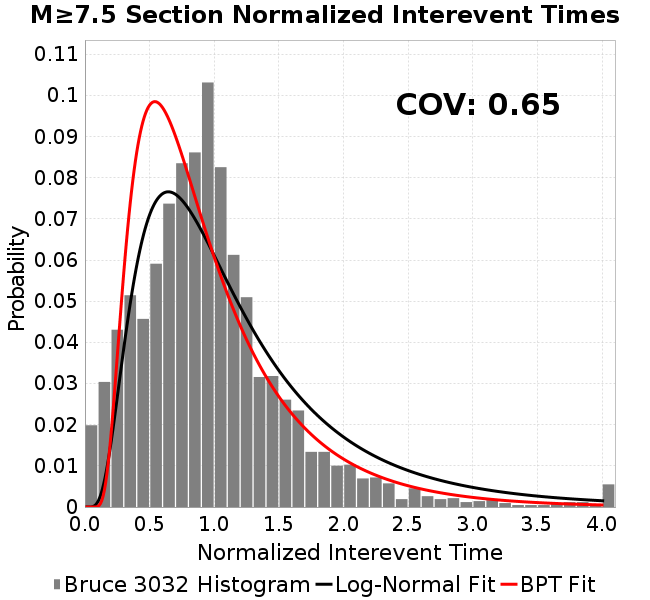 M≥7.5 Section Normalized Interevent Times
COV: 0.65
Probability
0.11
0.1
0.09
0.08
0.07
0.06
0.05
0.04
0.03
0.02
0.01
0
0.0 0.5 1.0 1.5 2.0 2.5 3.0 3.5 4.0
Normalized Interevent Time
Bruce 3032 Histogram Log-Normal Fit BPT Fit